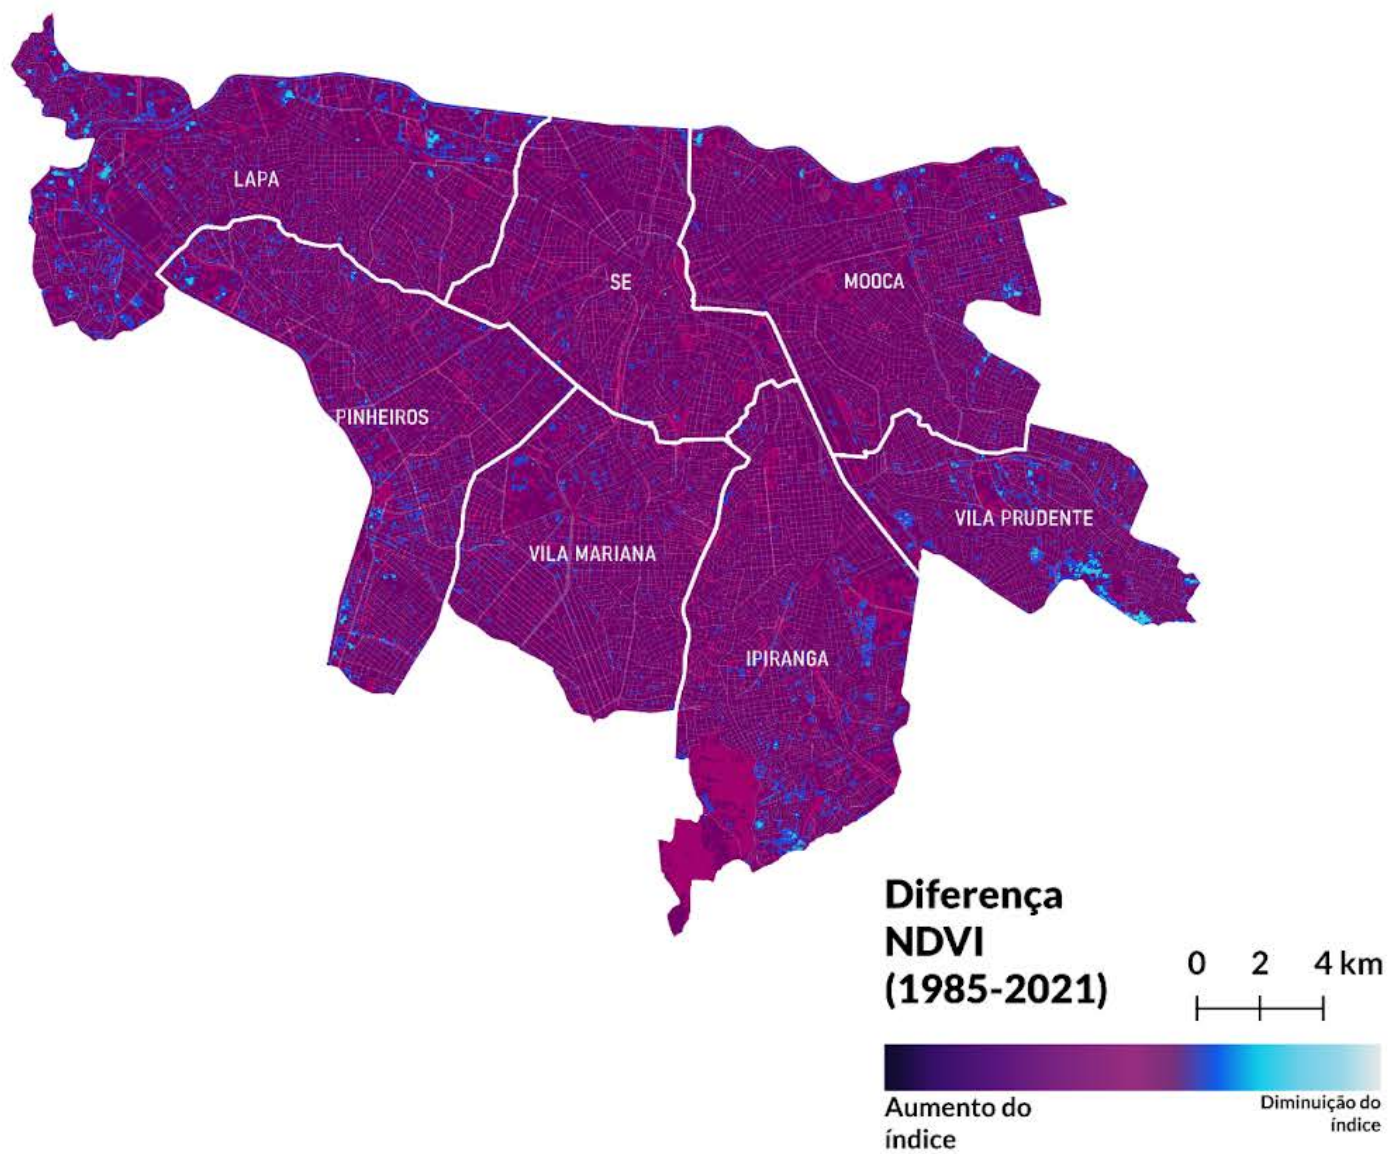 LAPA
SE
MOOCA
PINHEIROS
VILA PRUDENTE
VILA MARIANA
IPIRANGA
Diferença
NDVI
(1985-2021)
0 2 4 km
Aumento do
índice
Diminuição do
índice